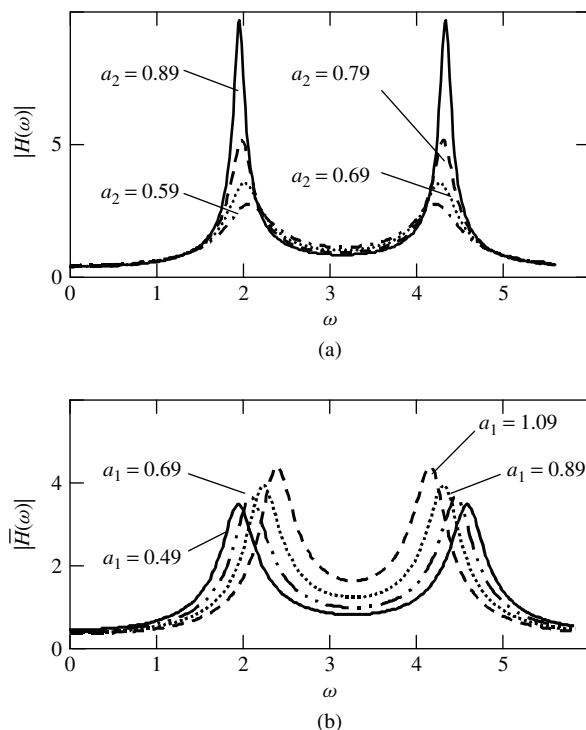 a₂ = 0.89
a₂ = 0.79
a₂ = 0.69
a₂ = 0.59
|H(ω)|
5
0
0 1 2 3 4 5
ω
(a)
a₁ = 1.09
a₁ = 0.69
a₁ = 0.89
a₁ = 0.49
|H̅(ω)|
4
2
0
0 1 2 3 4 5
ω
(b)